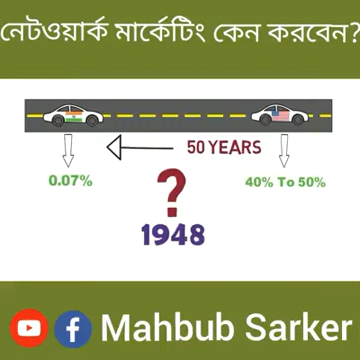 নেটওয়ার্ক মার্কেটিং কেন করবেন?
50 YEARS
0.07%
40% To 50%
?
1948
Mahbub Sarker